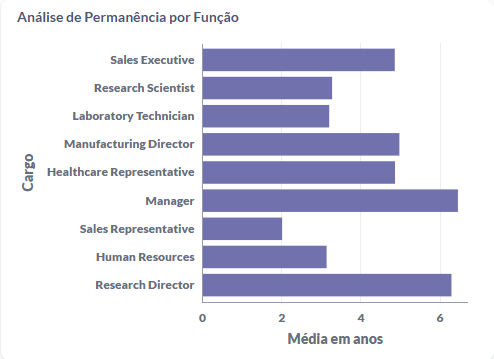 Análise de Permanência por Função
Cargo
Sales Executive
Research Scientist
Laboratory Technician
Manufacturing Director
Healthcare Representative
Manager
Sales Representative
Human Resources
Research Director
0 2 4 6
Média em anos